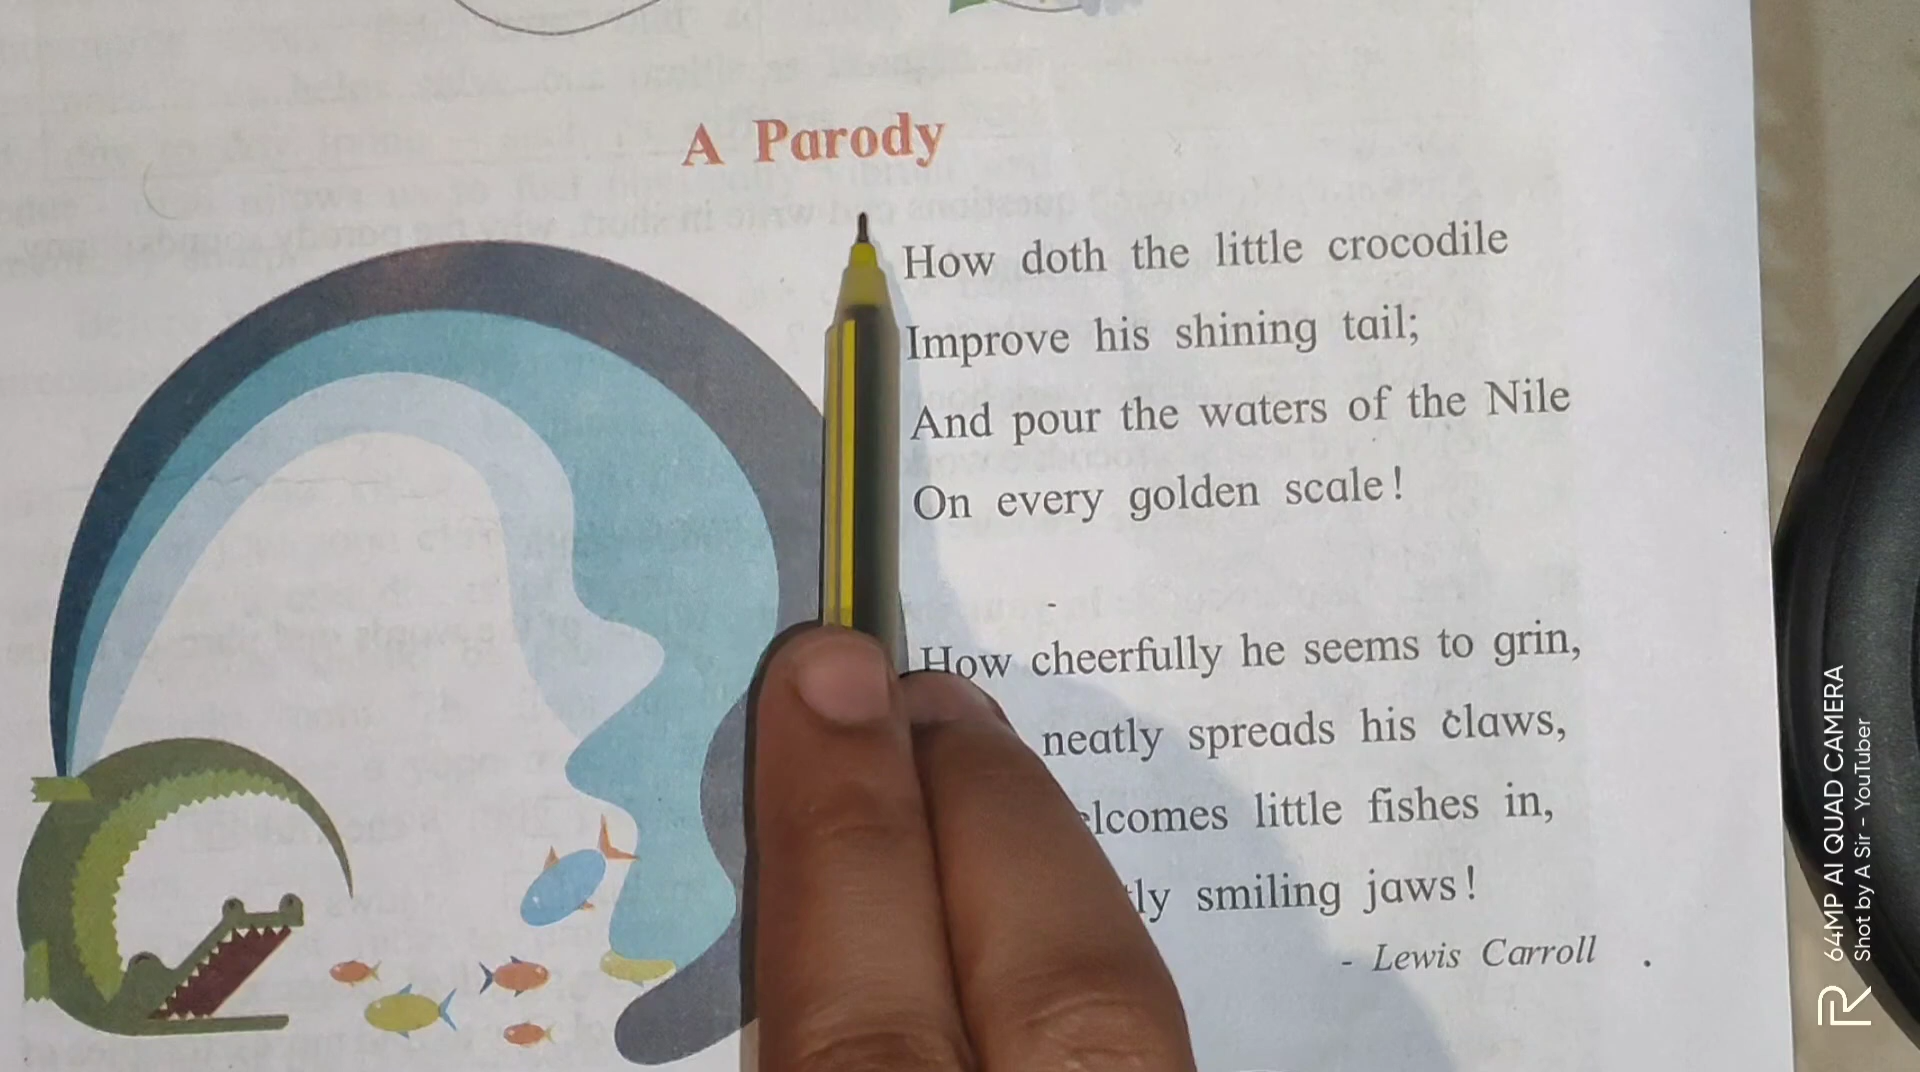 A Parody
How doth the little crocodile
Improve his shining tail;
And pour the waters of the Nile
On every golden scale!
How cheerfully he seems to grin,
neatly spreads his claws,
elcomes little fishes in,
tly smiling jaws!
- Lewis Carroll
64MP AI QUAD CAMERA
Shot by A Sir - YouTuber